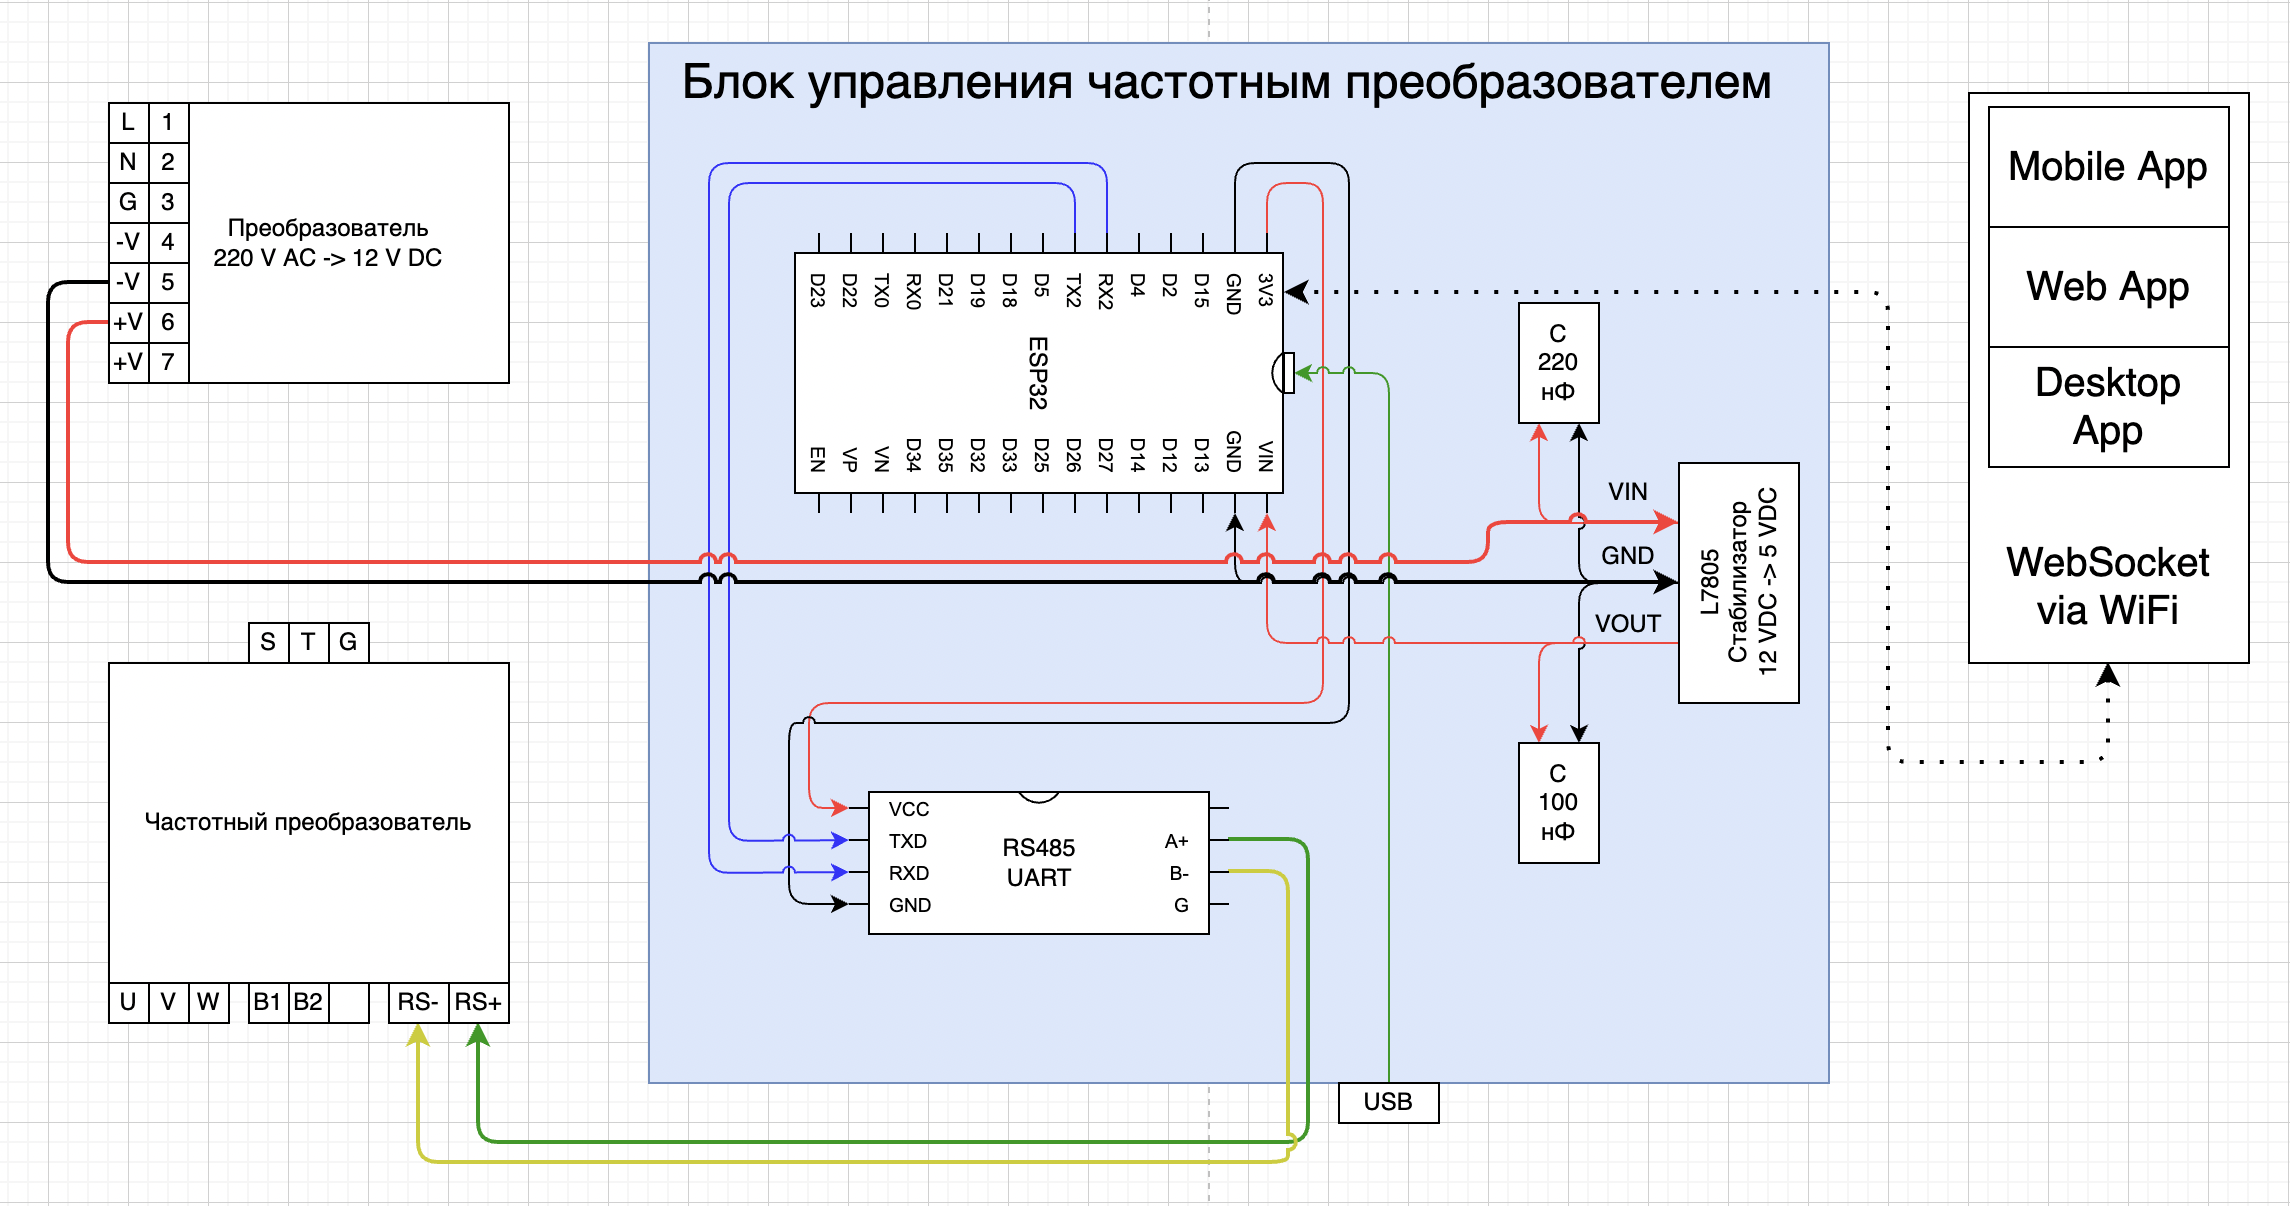 Блок управления частотным преобразователем
L 1
N 2
G 3
-V 4
-V 5
+V 6
+V 7
Преобразователь
220 V AC -> 12 V DC
D23 D22 TX0 RX0 D21 D19 D18 D5 TX2 RX2 D4 D2 D15 GND 3V3
ESP32
EN VP VN D34 D35 D32 D33 D25 D26 D27 D14 D12 D13 GND VIN
C
220
нФ
VIN
GND
VOUT
L7805
Стабилизатор
12 VDC -> 5 VDC
C
100
нФ
Mobile App
Web App
Desktop
App
WebSocket
via WiFi
S T G
Частотный преобразователь
U V W B1 B2 RS- RS+
VCC
TXD
RXD
GND
RS485
UART
A+
B-
G
USB